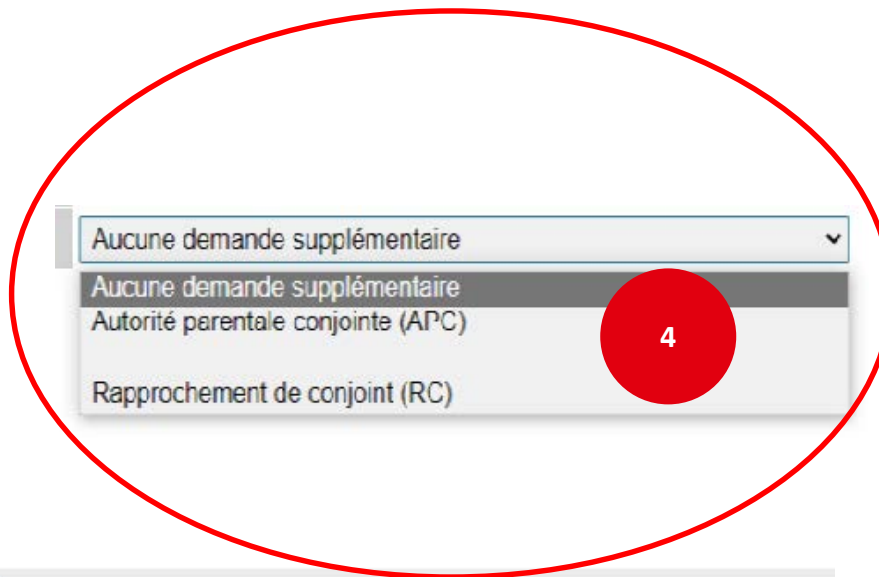 Aucune demande supplémentaire
Aucune demande supplémentaire
Autorité parentale conjointe (APC)
4
Rapprochement de conjoint (RC)